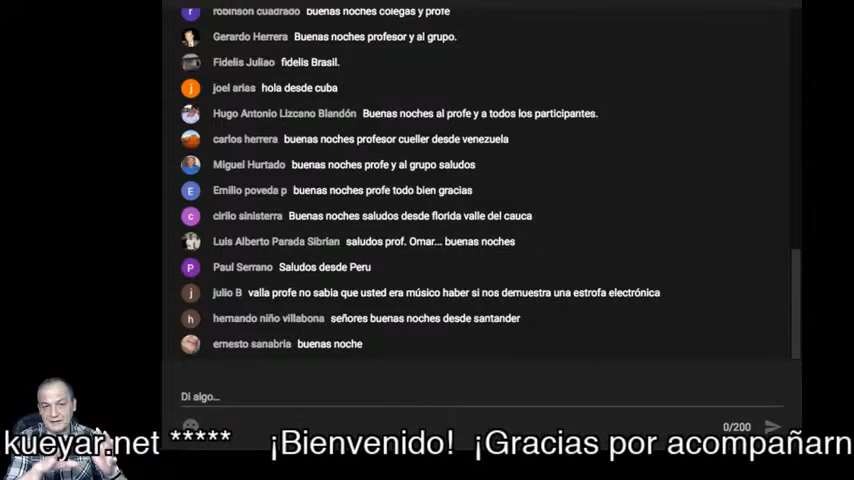 robinson cuadrado buenas noches colegas y profe
Gerardo Herrera Buenas noches profesor y al grupo.
Fidelis Juliao fidelis Brasil.
joel arias hola desde cuba
Hugo Antonio Lizcano Blandón Buenas noches al profe y a todos los participantes.
carlos herrera buenas noches profesor cueller desde venezuela
Miguel Hurtado buenas noches profe y al grupo saludos
Emilio poveda p buenas noches profe todo bien gracias
cirilo sinisterra Buenas noches saludos desde florida valle del cauca
Luis Alberto Parada Sibrian saludos prof. Omar... buenas noches
Paul Serrano Saludos desde Peru
julio B valla profe no sabia que usted era músico haber si nos demuestra una estrofa electrónica
hernando niño villabona señores buenas noches desde santander
ernesto sanabria buenas noche
Di algo...
0/200
kueyar.net ***** ¡Bienvenido! ¡Gracias por acompañarn